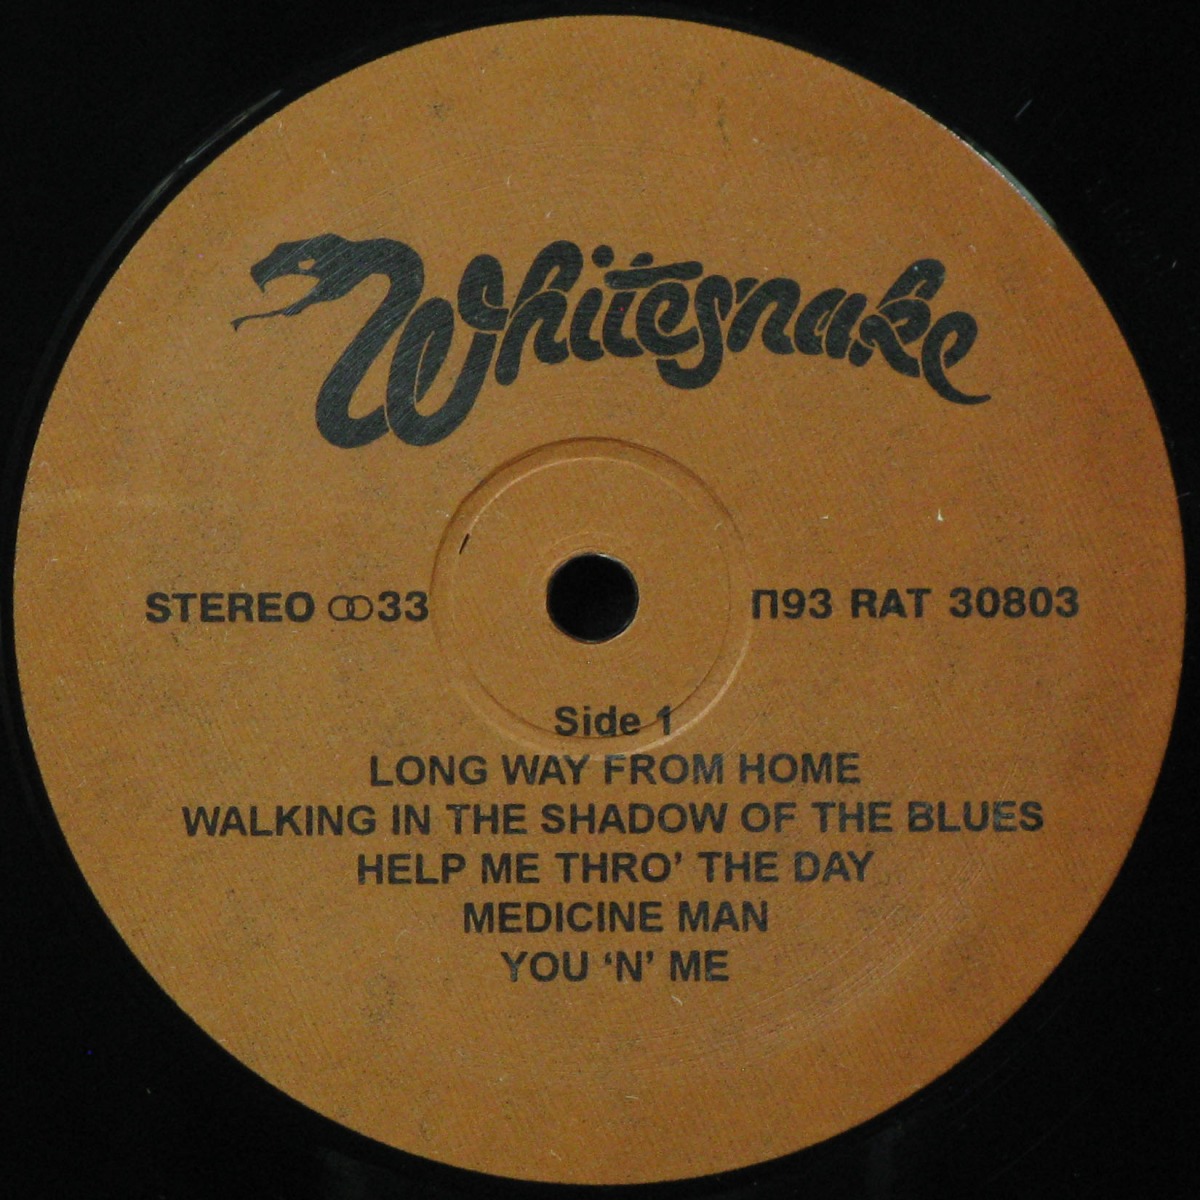 Whitesnake
STEREO ꝏ33
П93 RAT 30803
Side 1
LONG WAY FROM HOME
WALKING IN THE SHADOW OF THE BLUES
HELP ME THRO’ THE DAY
MEDICINE MAN
YOU ‘N’ ME